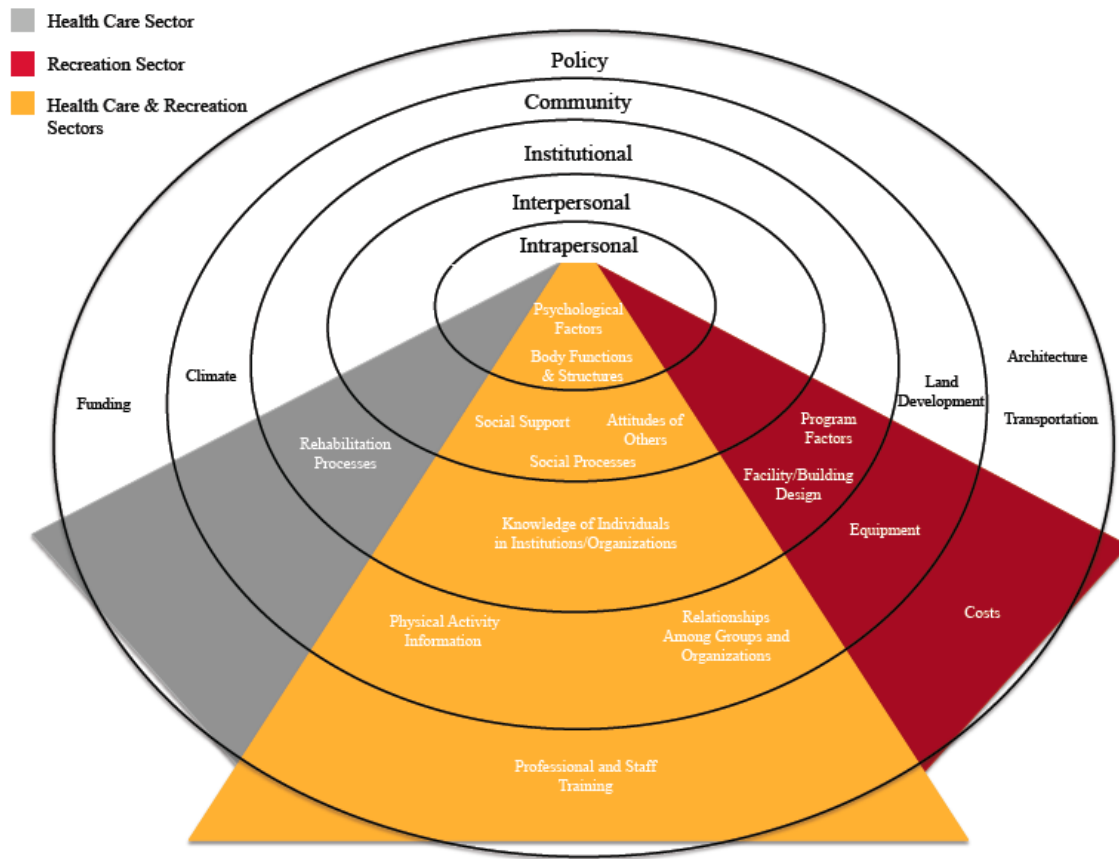 Health Care Sector
Recreation Sector
Health Care & Recreation
Sectors
Policy
Community
Institutional
Interpersonal
Intrapersonal
Psychological
Factors
Body Functions
& Structures
Social Support
Attitudes of
Others
Social Processes
Climate
Funding
Rehabilitation
Processes
Program
Factors
Facility/Building
Design
Land
Development
Architecture
Transportation
Knowledge of Individuals
in Institutions/Organizations
Equipment
Physical Activity
Information
Relationships
Among Groups and
Organizations
Costs
Professional and Staff
Training